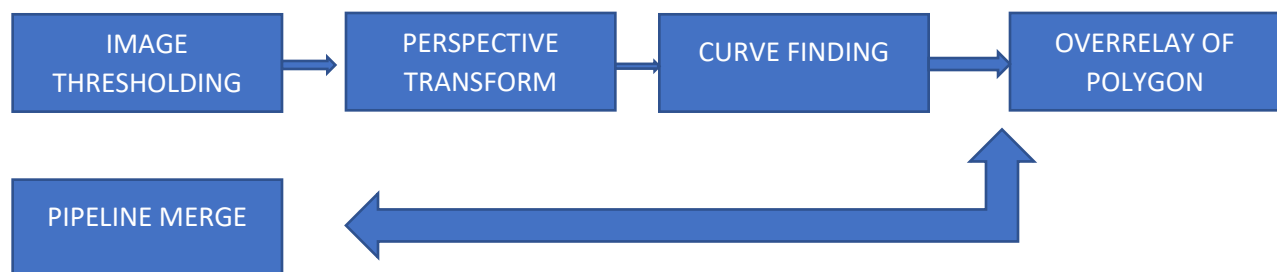 IMAGE
THRESHOLDING
PERSPECTIVE
TRANSFORM
CURVE FINDING
OVERRELAY OF
POLYGON
PIPELINE MERGE